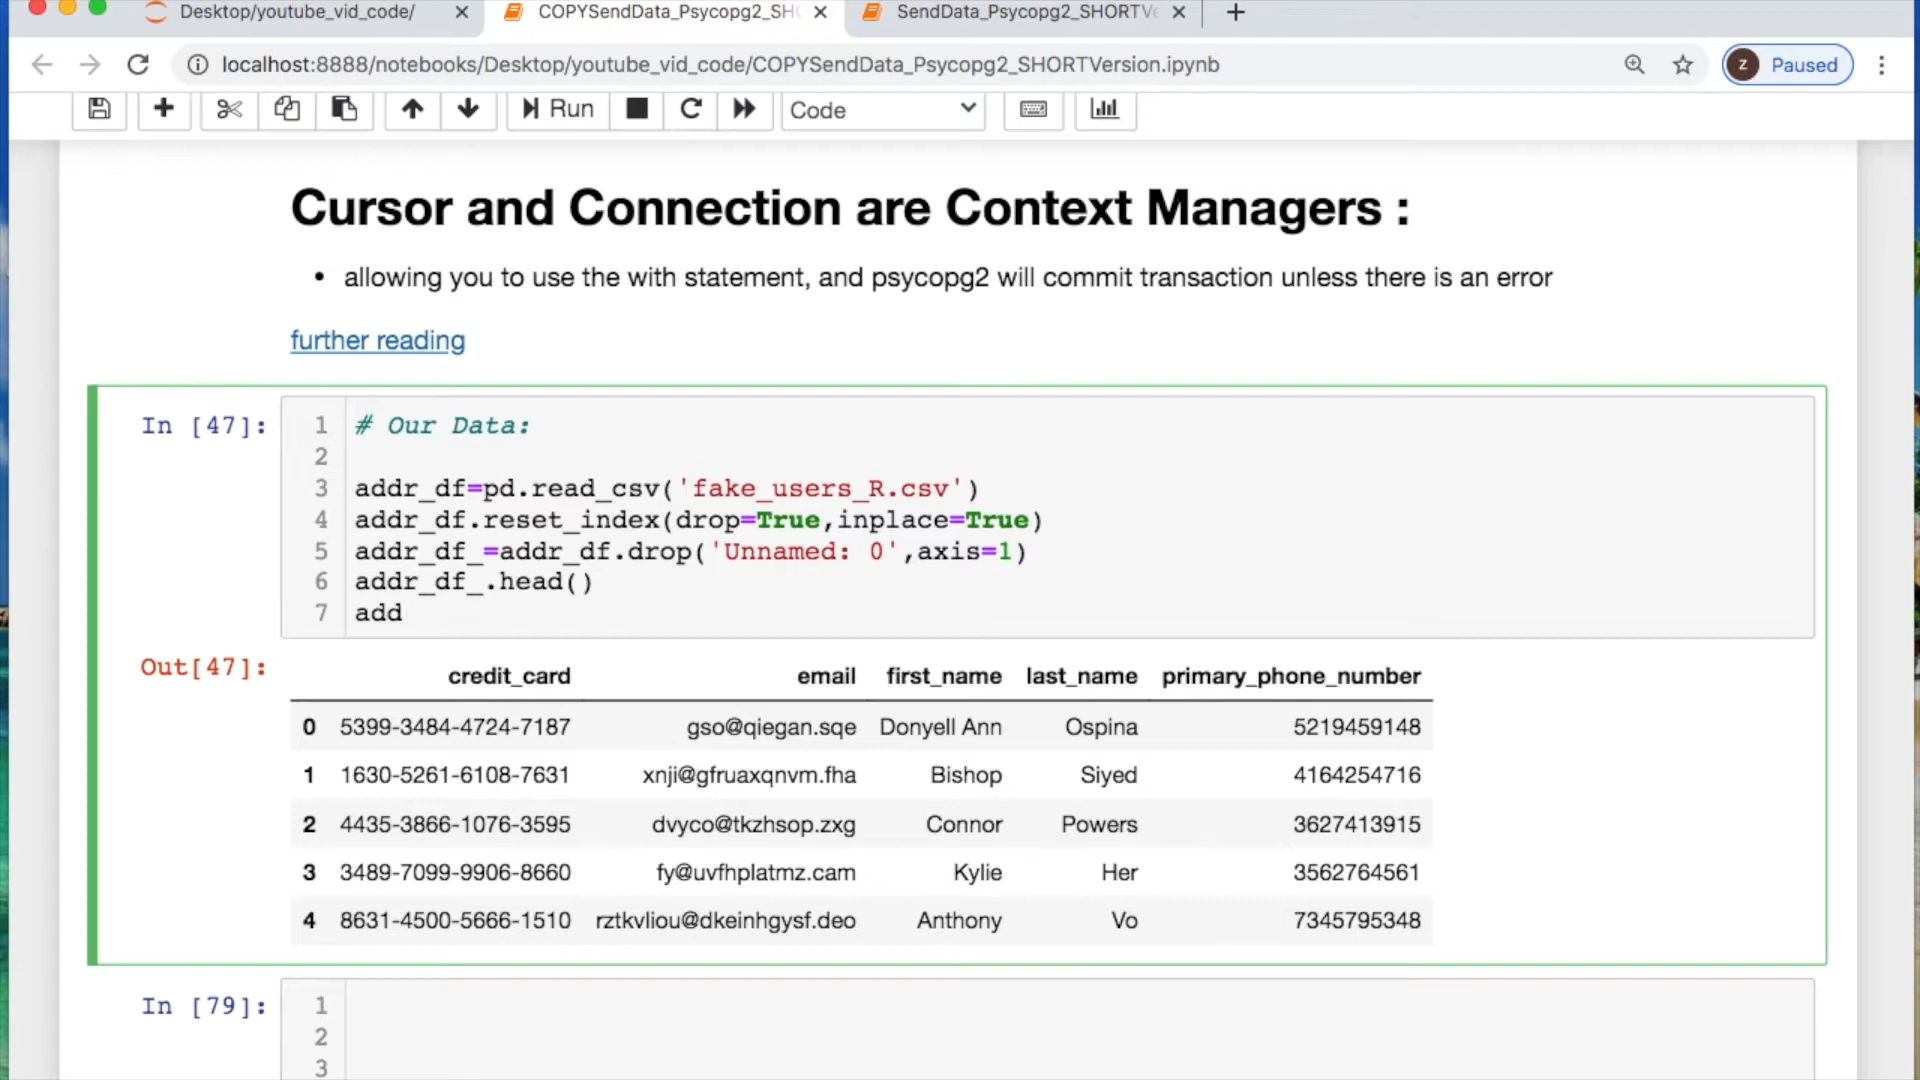 Desktop/youtube_vid_code/
COPYSendData_Psycopg2_SHO
SendData_Psycopg2_SHORTVe
localhost:8888/notebooks/Desktop/youtube_vid_code/COPYSendData_Psycopg2_SHORTVersion.ipynb
z Paused
Run
Code
Cursor and Connection are Context Managers :
• allowing you to use the with statement, and psycopg2 will commit transaction unless there is an error
further reading
In [47]:
1 # Our Data:
2
3 addr_df=pd.read_csv('fake_users_R.csv')
4 addr_df.reset_index(drop=True,inplace=True)
5 addr_df_=addr_df.drop('Unnamed: 0',axis=1)
6 addr_df_.head()
7 add
Out[47]:
credit_card email first_name last_name primary_phone_number
0 5399-3484-4724-7187 gso@qiegan.sqe Donyell Ann Ospina 5219459148
1 1630-5261-6108-7631 xnji@gfruaxqnvm.fha Bishop Siyed 4164254716
2 4435-3866-1076-3595 dvyco@tkzhsop.zxg Connor Powers 3627413915
3 3489-7099-9906-8660 fy@uvfhplatmz.cam Kylie Her 3562764561
4 8631-4500-5666-1510 rztkvliou@dkeinhgysf.deo Anthony Vo 7345795348
In [79]:
1
2
3